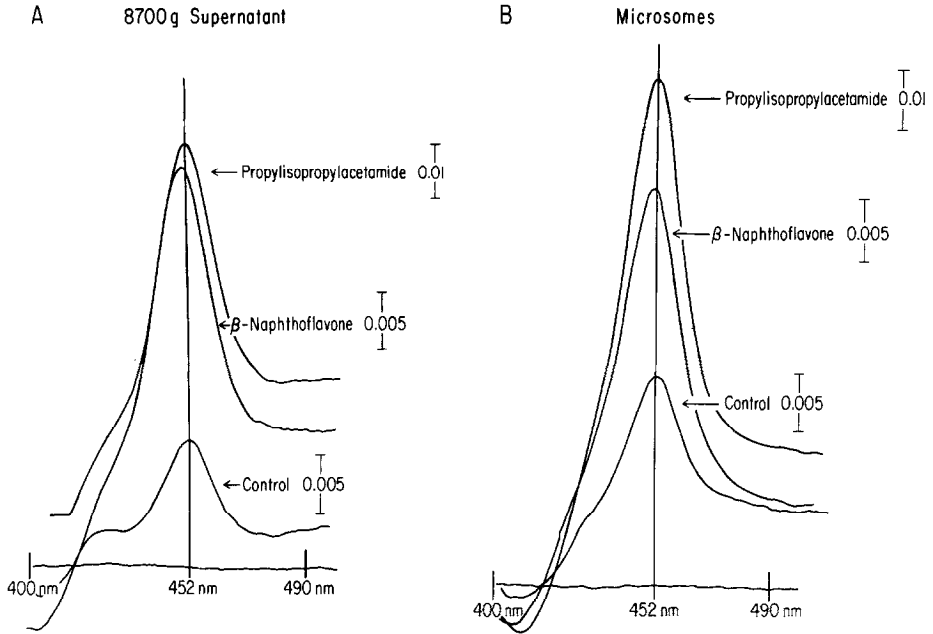 A
8700g Supernatant
Propylisopropylacetamide 0.01
β-Naphthoflavone 0.005
Control 0.005
400 nm
452 nm
490 nm
B
Microsomes
Propylisopropylacetamide 0.01
β-Naphthoflavone 0.005
Control 0.005
400 nm
452 nm
490 nm